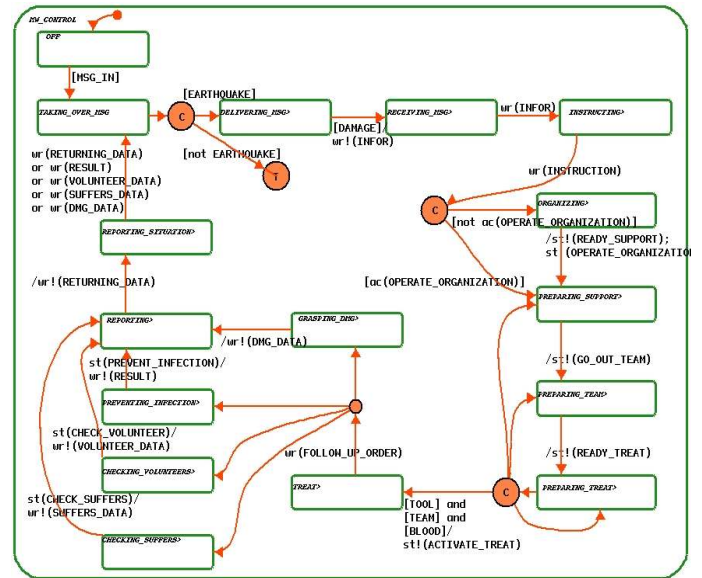 MW_CONTROL
OFF
[MSG_IN]
[EARTHQUAKE]
TAKING_OVER_MSG
C
DELIVERING_MSG>
RECEIVING_MSG>
wr(INFOR)
INSTRUCTING>
[DAMAGE]/
wr!(INFOR)
[not EARTHQUAKE]
T
wr(RETURNING_DATA)
or wr(RESULT)
or wr(VOLUNTEER_DATA)
or wr(SUFFERS_DATA)
or wr(DMG_DATA)
wr(INSTRUCTION)
C
ORGANIZING>
[not ac(OPERATE_ORGANIZATION)]
REPORTING_SITUATION>
/st!(READY_SUPPORT);
st (OPERATE_ORGANIZATION
/wr!(RETURNING_DATA)
[ac(OPERATE_ORGANIZATION)]
PREPARING_SUPPORT>
REPORTING>
GRASPING_DMG>
/wr!(DMG_DATA)
st(PREVENT_INFECTION)/
wr!(RESULT)
/st!(GO_OUT_TEAM)
PREVENTING_INFECTION>
PREPARING_TEAM>
st(CHECK_VOLUNTEER)/
wr!(VOLUNTEER_DATA)
wr(FOLLOW_UP_ORDER)
/st!(READY_TREAT)
CHECKING_VOLUNTEERS>
TREAT>
C
PREPARING_TREAT>
st(CHECK_SUFFERS)/
wr!(SUFFERS_DATA)
[TOOL] and
[TEAM] and
[BLOOD]/
st!(ACTIVATE_TREAT)
CHECKING_SUFFERS>